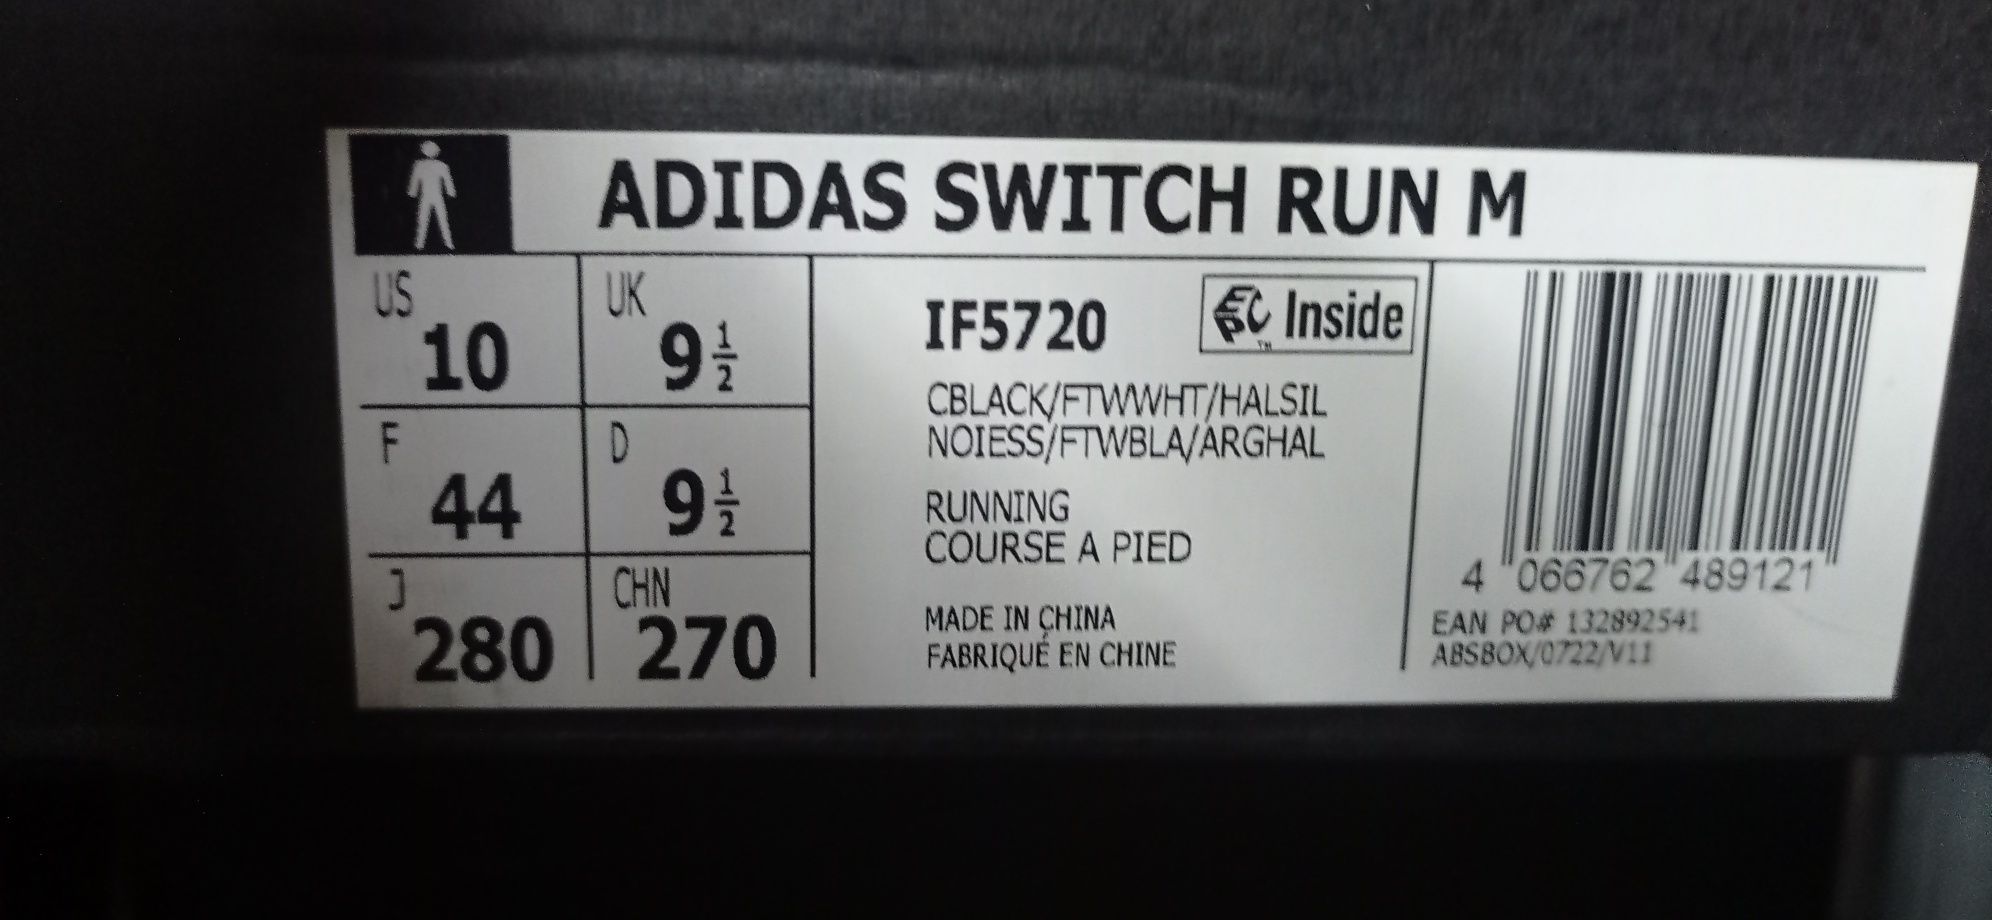 ADIDAS SWITCH RUN M
US 10
UK 9 1/2
F 44
D 9 1/2
J 280
CHN 270
IF5720
EPC Inside
TM
CBLACK/FTWWHT/HALSIL
NOIESS/FTWBLA/ARGHAL
RUNNING
COURSE A PIED
MADE IN CHINA
FABRIQUÉ EN CHINE
4 066762 489121
EAN PO# 132892541
ABSBOX/0722/V11